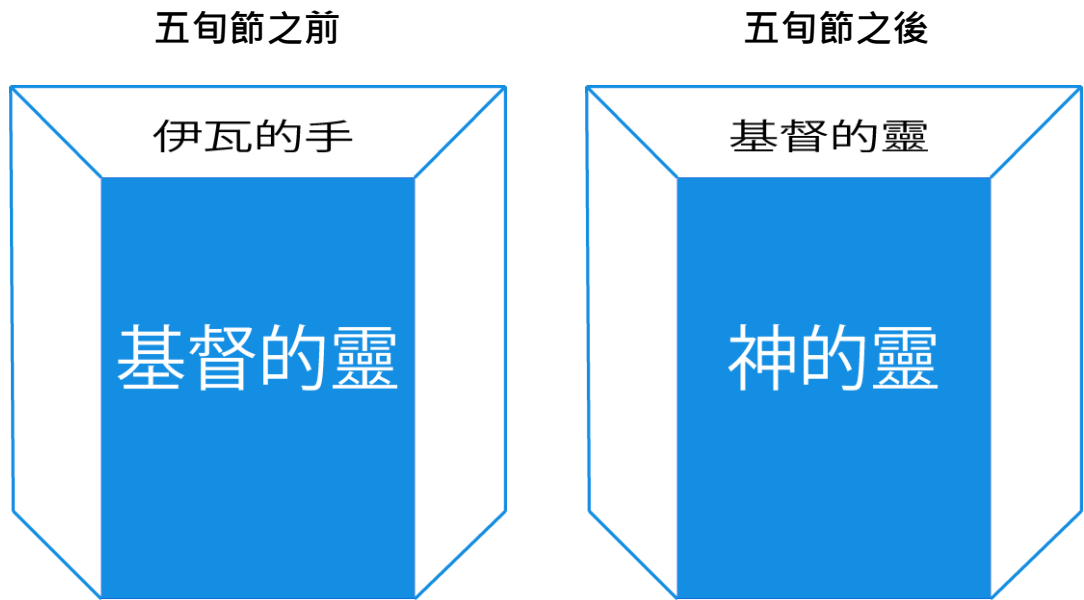 五旬節之前
五旬節之後
伊瓦的手
基督的靈
基督的靈
神的靈